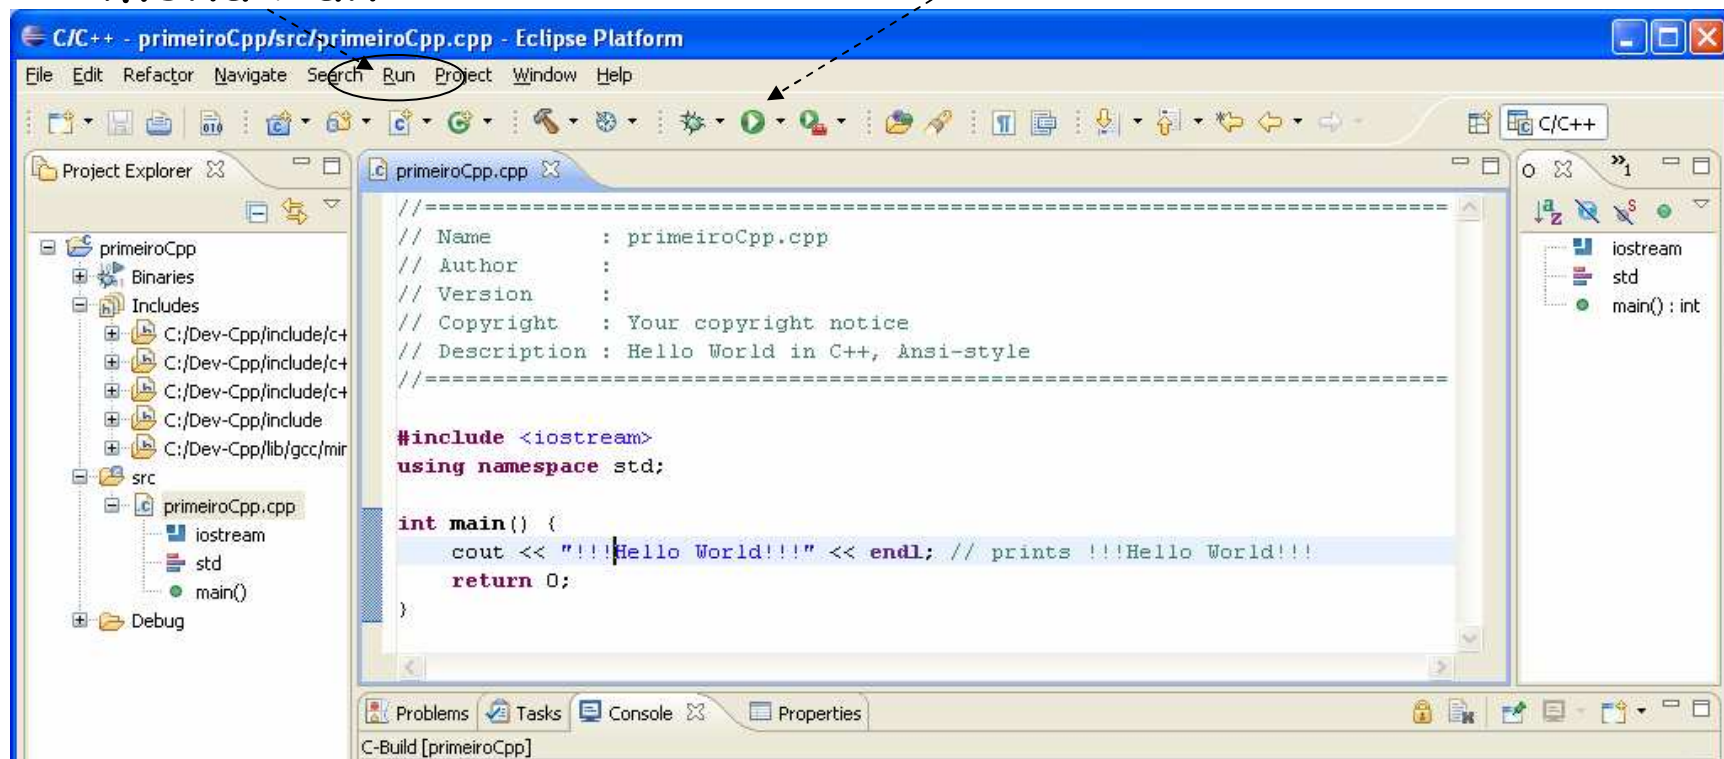 C/C++ - primeiroCpp/src/primeiroCpp.cpp - Eclipse Platform
File Edit Refactor Navigate Search Run Project Window Help
C/C++
Project Explorer
primeiroCpp
Binaries
Includes
C:/Dev-Cpp/include/c+
C:/Dev-Cpp/include/c+
C:/Dev-Cpp/include/c+
C:/Dev-Cpp/include
C:/Dev-Cpp/lib/gcc/mir
src
primeiroCpp.cpp
iostream
std
main()
Debug
primeiroCpp.cpp
//============================================================================
// Name        : primeiroCpp.cpp
// Author      :
// Version     :
// Copyright   : Your copyright notice
// Description : Hello World in C++, Ansi-style
//============================================================================
#include <iostream>
using namespace std;
int main() {
cout << "!!!Hello World!!!" << endl; // prints !!!Hello World!!!
return 0;
}
O
»1
iostream
std
main() : int
Problems Tasks Console Properties
C-Build [primeiroCpp]